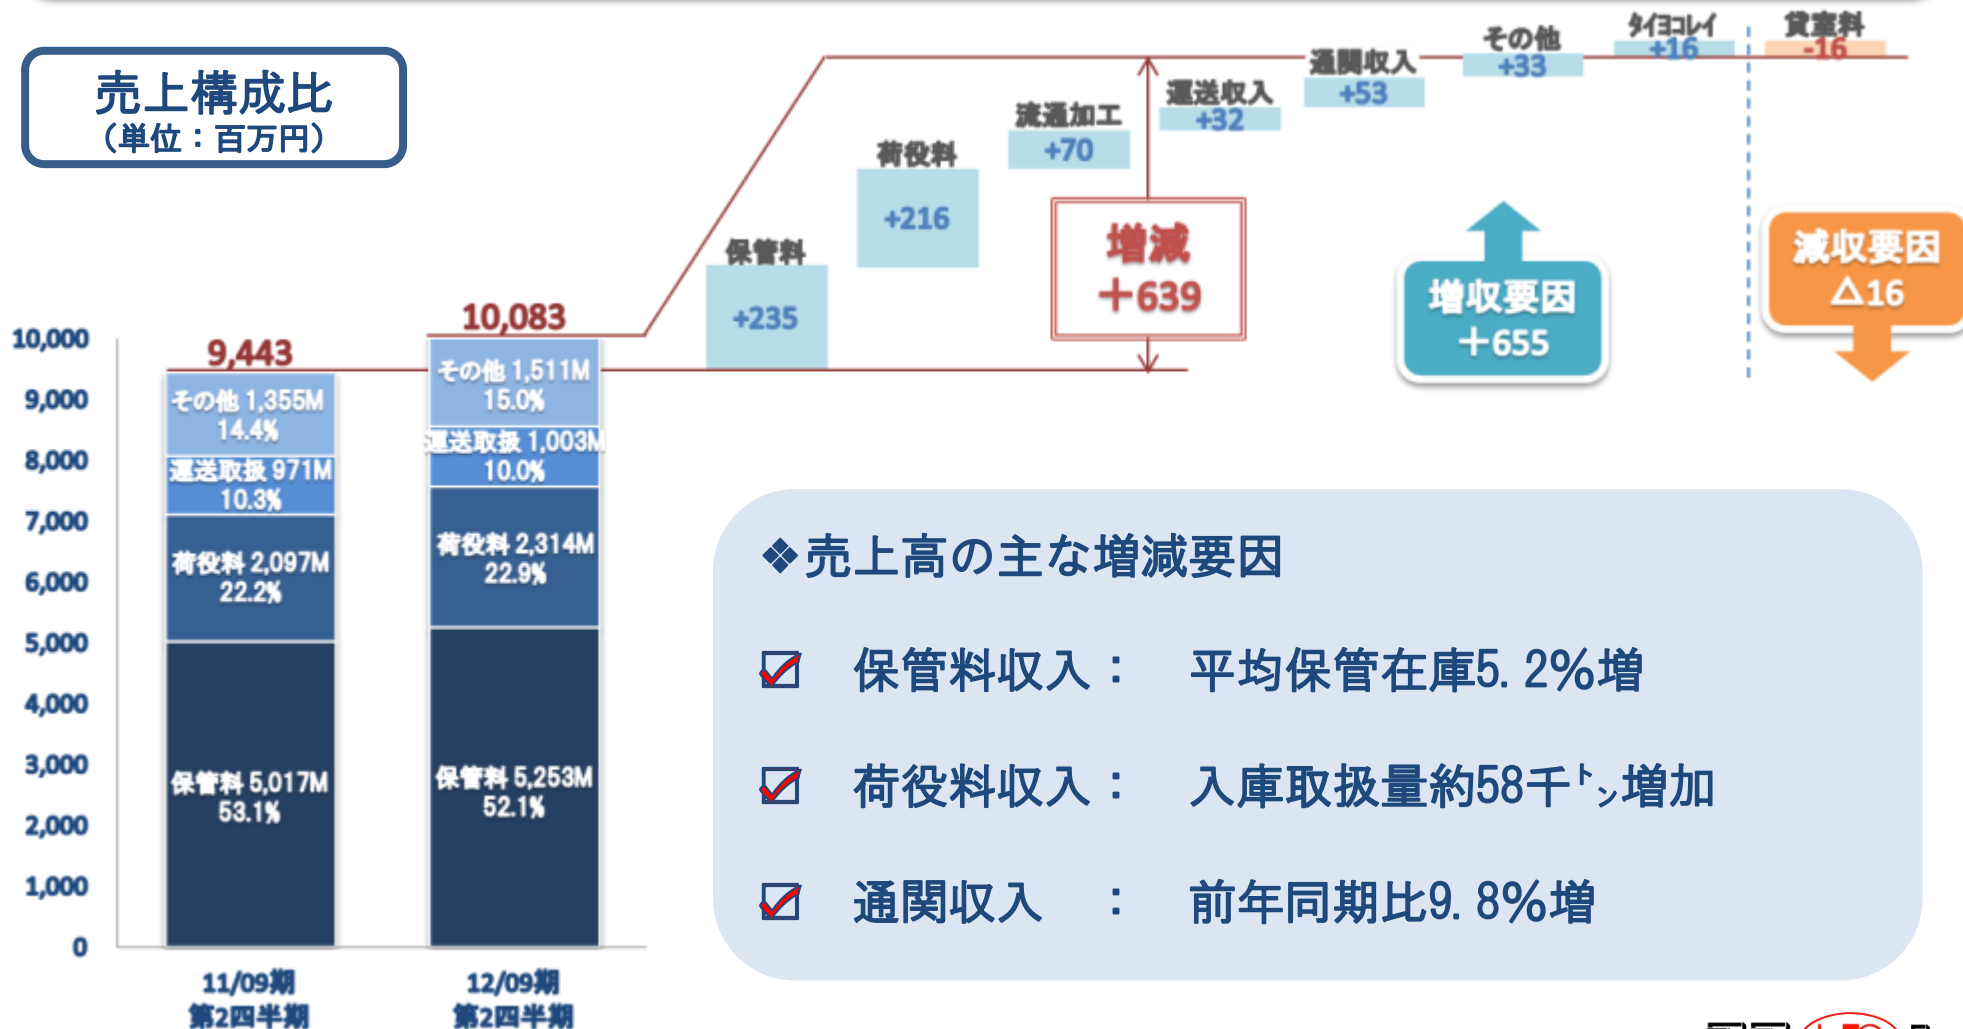 売上構成比
（単位：百万円）
保管料
+235
荷役料
+216
流通加工
+70
運送収入
+32
通関収入
+53
その他
+33
ﾀｲﾖｺﾚｲ
+16
貸室料
-16
増減
＋639
増収要因
＋655
減収要因
△16
10,000
9,000
8,000
7,000
6,000
5,000
4,000
3,000
2,000
1,000
0
9,443
その他 1,355M
14.4%
運送取扱 971M
10.3%
荷役料 2,097M
22.2%
保管料 5,017M
53.1%
11/09期
第2四半期
10,083
その他 1,511M
15.0%
運送取扱 1,003M
10.0%
荷役料 2,314M
22.9%
保管料 5,253M
52.1%
12/09期
第2四半期
❖売上高の主な増減要因
保管料収入： 平均保管在庫5.2%増
荷役料収入： 入庫取扱量約58千㌧増加
通関収入 ： 前年同期比9.8%増